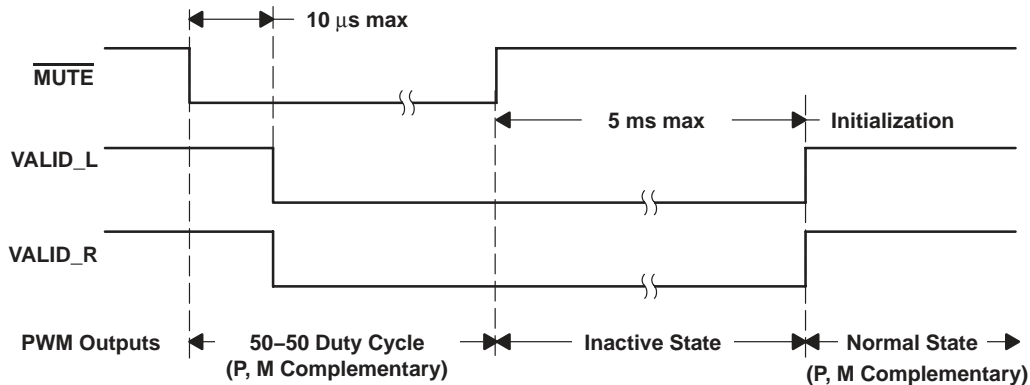 10 μs max
MUTE
5 ms max
Initialization
VALID_L
VALID_R
PWM Outputs
50–50 Duty Cycle
(P, M Complementary)
Inactive State
Normal State
(P, M Complementary)